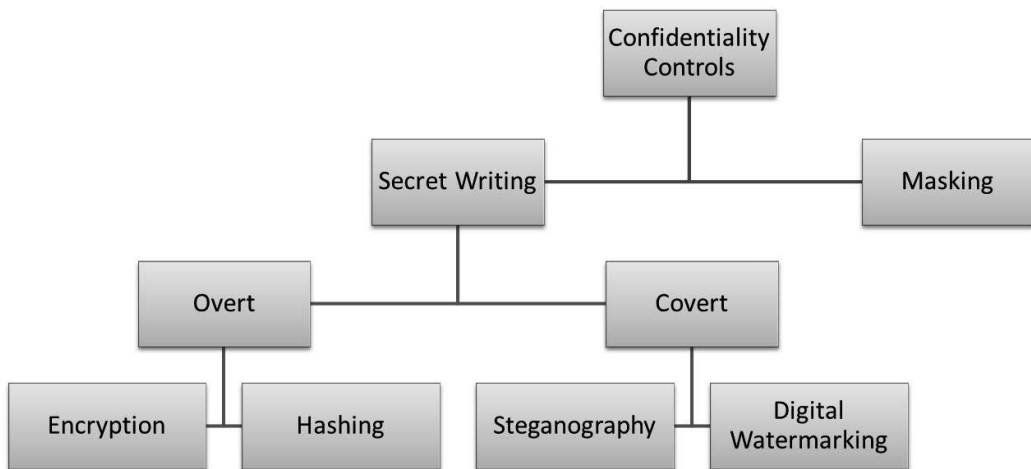 Confidentiality
Controls
Secret Writing
Masking
Overt
Covert
Encryption
Hashing
Steganography
Digital
Watermarking